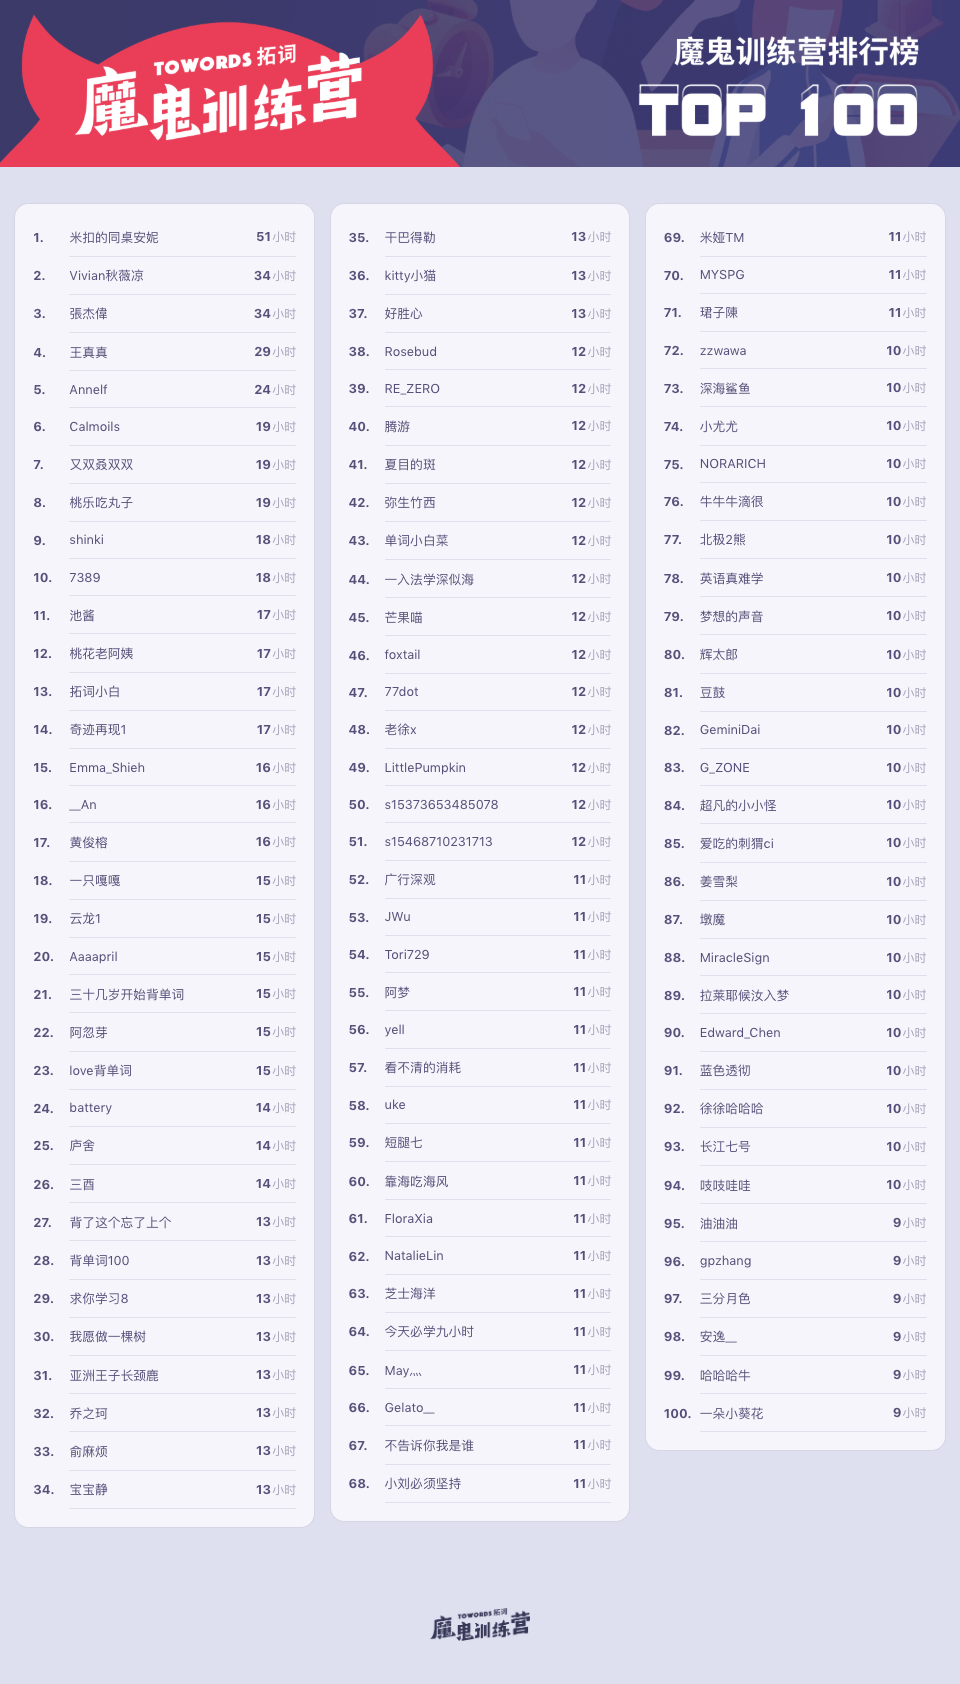 TOWORDS 拓词
魔鬼训练营
魔鬼训练营排行榜
TOP 100
1. 米扣的同桌安妮 51小时
2. Vivian秋薇凉 34小时
3. 張杰偉 34小时
4. 王真真 29小时
5. Annelf 24小时
6. Calmoils 19小时
7. 又双叒双双 19小时
8. 桃乐吃丸子 19小时
9. shinki 18小时
10. 7389 18小时
11. 池酱 17小时
12. 桃花老阿姨 17小时
13. 拓词小白 17小时
14. 奇迹再现1 17小时
15. Emma_Shieh 16小时
16. __An 16小时
17. 黄俊榕 16小时
18. 一只嘎嘎 15小时
19. 云龙1 15小时
20. Aaaapril 15小时
21. 三十几岁开始背单词 15小时
22. 阿忽芽 15小时
23. love背单词 15小时
24. battery 14小时
25. 庐舍 14小时
26. 三酉 14小时
27. 背了这个忘了上个 13小时
28. 背单词100 13小时
29. 求你学习8 13小时
30. 我愿做一棵树 13小时
31. 亚洲王子长颈鹿 13小时
32. 乔之珂 13小时
33. 俞麻烦 13小时
34. 宝宝静 13小时
35. 干巴得勒 13小时
36. kitty小猫 13小时
37. 好胜心 13小时
38. Rosebud 12小时
39. RE_ZERO 12小时
40. 腾游 12小时
41. 夏目的斑 12小时
42. 弥生竹西 12小时
43. 单词小白菜 12小时
44. 一入法学深似海 12小时
45. 芒果喵 12小时
46. foxtail 12小时
47. 77dot 12小时
48. 老徐x 12小时
49. LittlePumpkin 12小时
50. s15373653485078 12小时
51. s15468710231713 12小时
52. 广行深观 11小时
53. JWu 11小时
54. Tori729 11小时
55. 阿梦 11小时
56. yell 11小时
57. 看不清的消耗 11小时
58. uke 11小时
59. 短腿七 11小时
60. 靠海吃海风 11小时
61. FloraXia 11小时
62. NatalieLin 11小时
63. 芝士海洋 11小时
64. 今天必学九小时 11小时
65. May灬 11小时
66. Gelato__ 11小时
67. 不告诉你我是谁 11小时
68. 小刘必须坚持 11小时
69. 米娅TM 11小时
70. MYSPG 11小时
71. 珺子陳 11小时
72. zzwawa 10小时
73. 深海鲨鱼 10小时
74. 小尤尤 10小时
75. NORARICH 10小时
76. 牛牛牛滴很 10小时
77. 北极2熊 10小时
78. 英语真难学 10小时
79. 梦想的声音 10小时
80. 辉太郎 10小时
81. 豆鼓 10小时
82. GeminiDai 10小时
83. G_ZONE 10小时
84. 超凡的小小怪 10小时
85. 爱吃的刺猬ci 10小时
86. 姜雪梨 10小时
87. 墩魔 10小时
88. MiracleSign 10小时
89. 拉莱耶候汝入梦 10小时
90. Edward_Chen 10小时
91. 蓝色透彻 10小时
92. 徐徐哈哈哈 10小时
93. 长江七号 10小时
94. 吱吱哇哇 10小时
95. 油油油 9小时
96. gpzhang 9小时
97. 三分月色 9小时
98. 安逸__ 9小时
99. 哈哈哈牛 9小时
100. 一朵小葵花 9小时
TOWORDS 拓词
魔鬼训练营